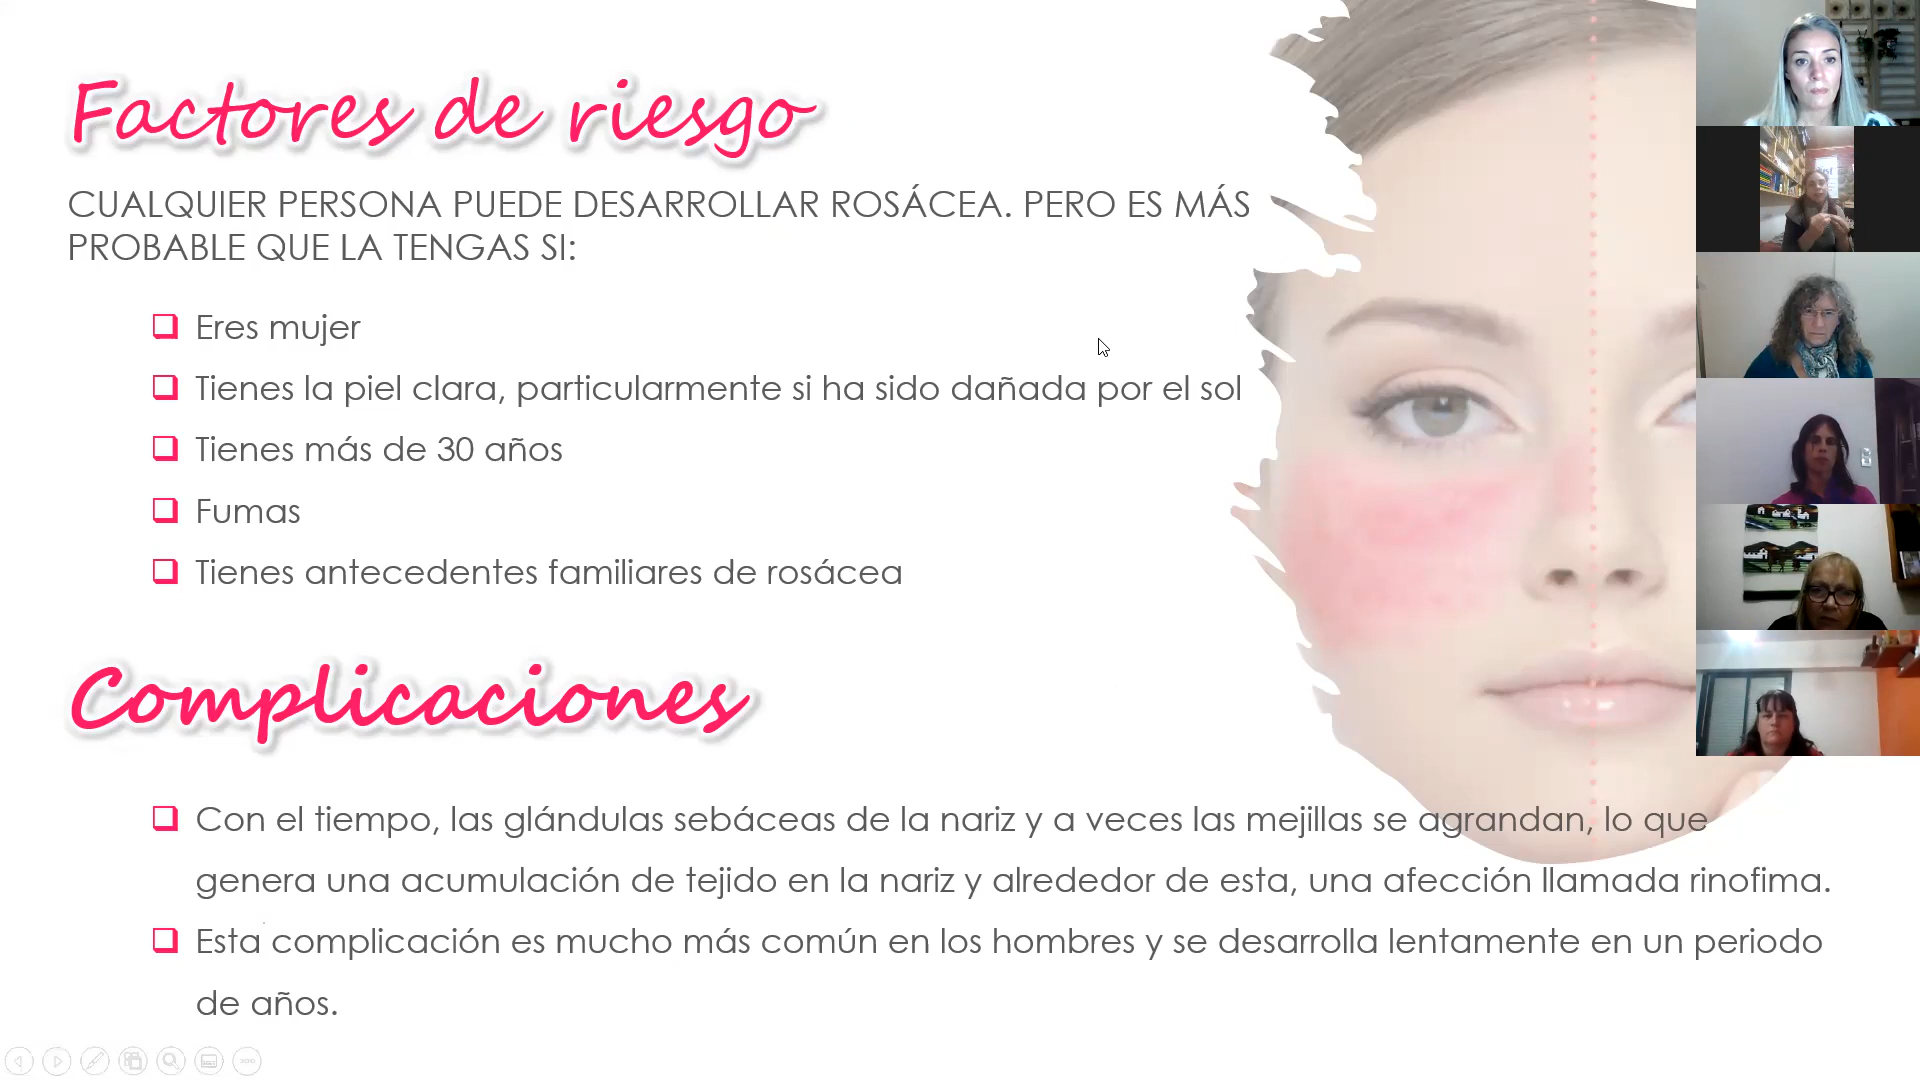 Factores de riesgo
CUALQUIER PERSONA PUEDE DESARROLLAR ROSÁCEA. PERO ES MÁS
PROBABLE QUE LA TENGAS SI:
Eres mujer
Tienes la piel clara, particularmente si ha sido dañada por el sol
Tienes más de 30 años
Fumas
Tienes antecedentes familiares de rosácea
Complicaciones
Con el tiempo, las glándulas sebáceas de la nariz y a veces las mejillas se agrandan, lo que
genera una acumulación de tejido en la nariz y alrededor de esta, una afección llamada rinofima.
Esta complicación es mucho más común en los hombres y se desarrolla lentamente en un periodo
de años.